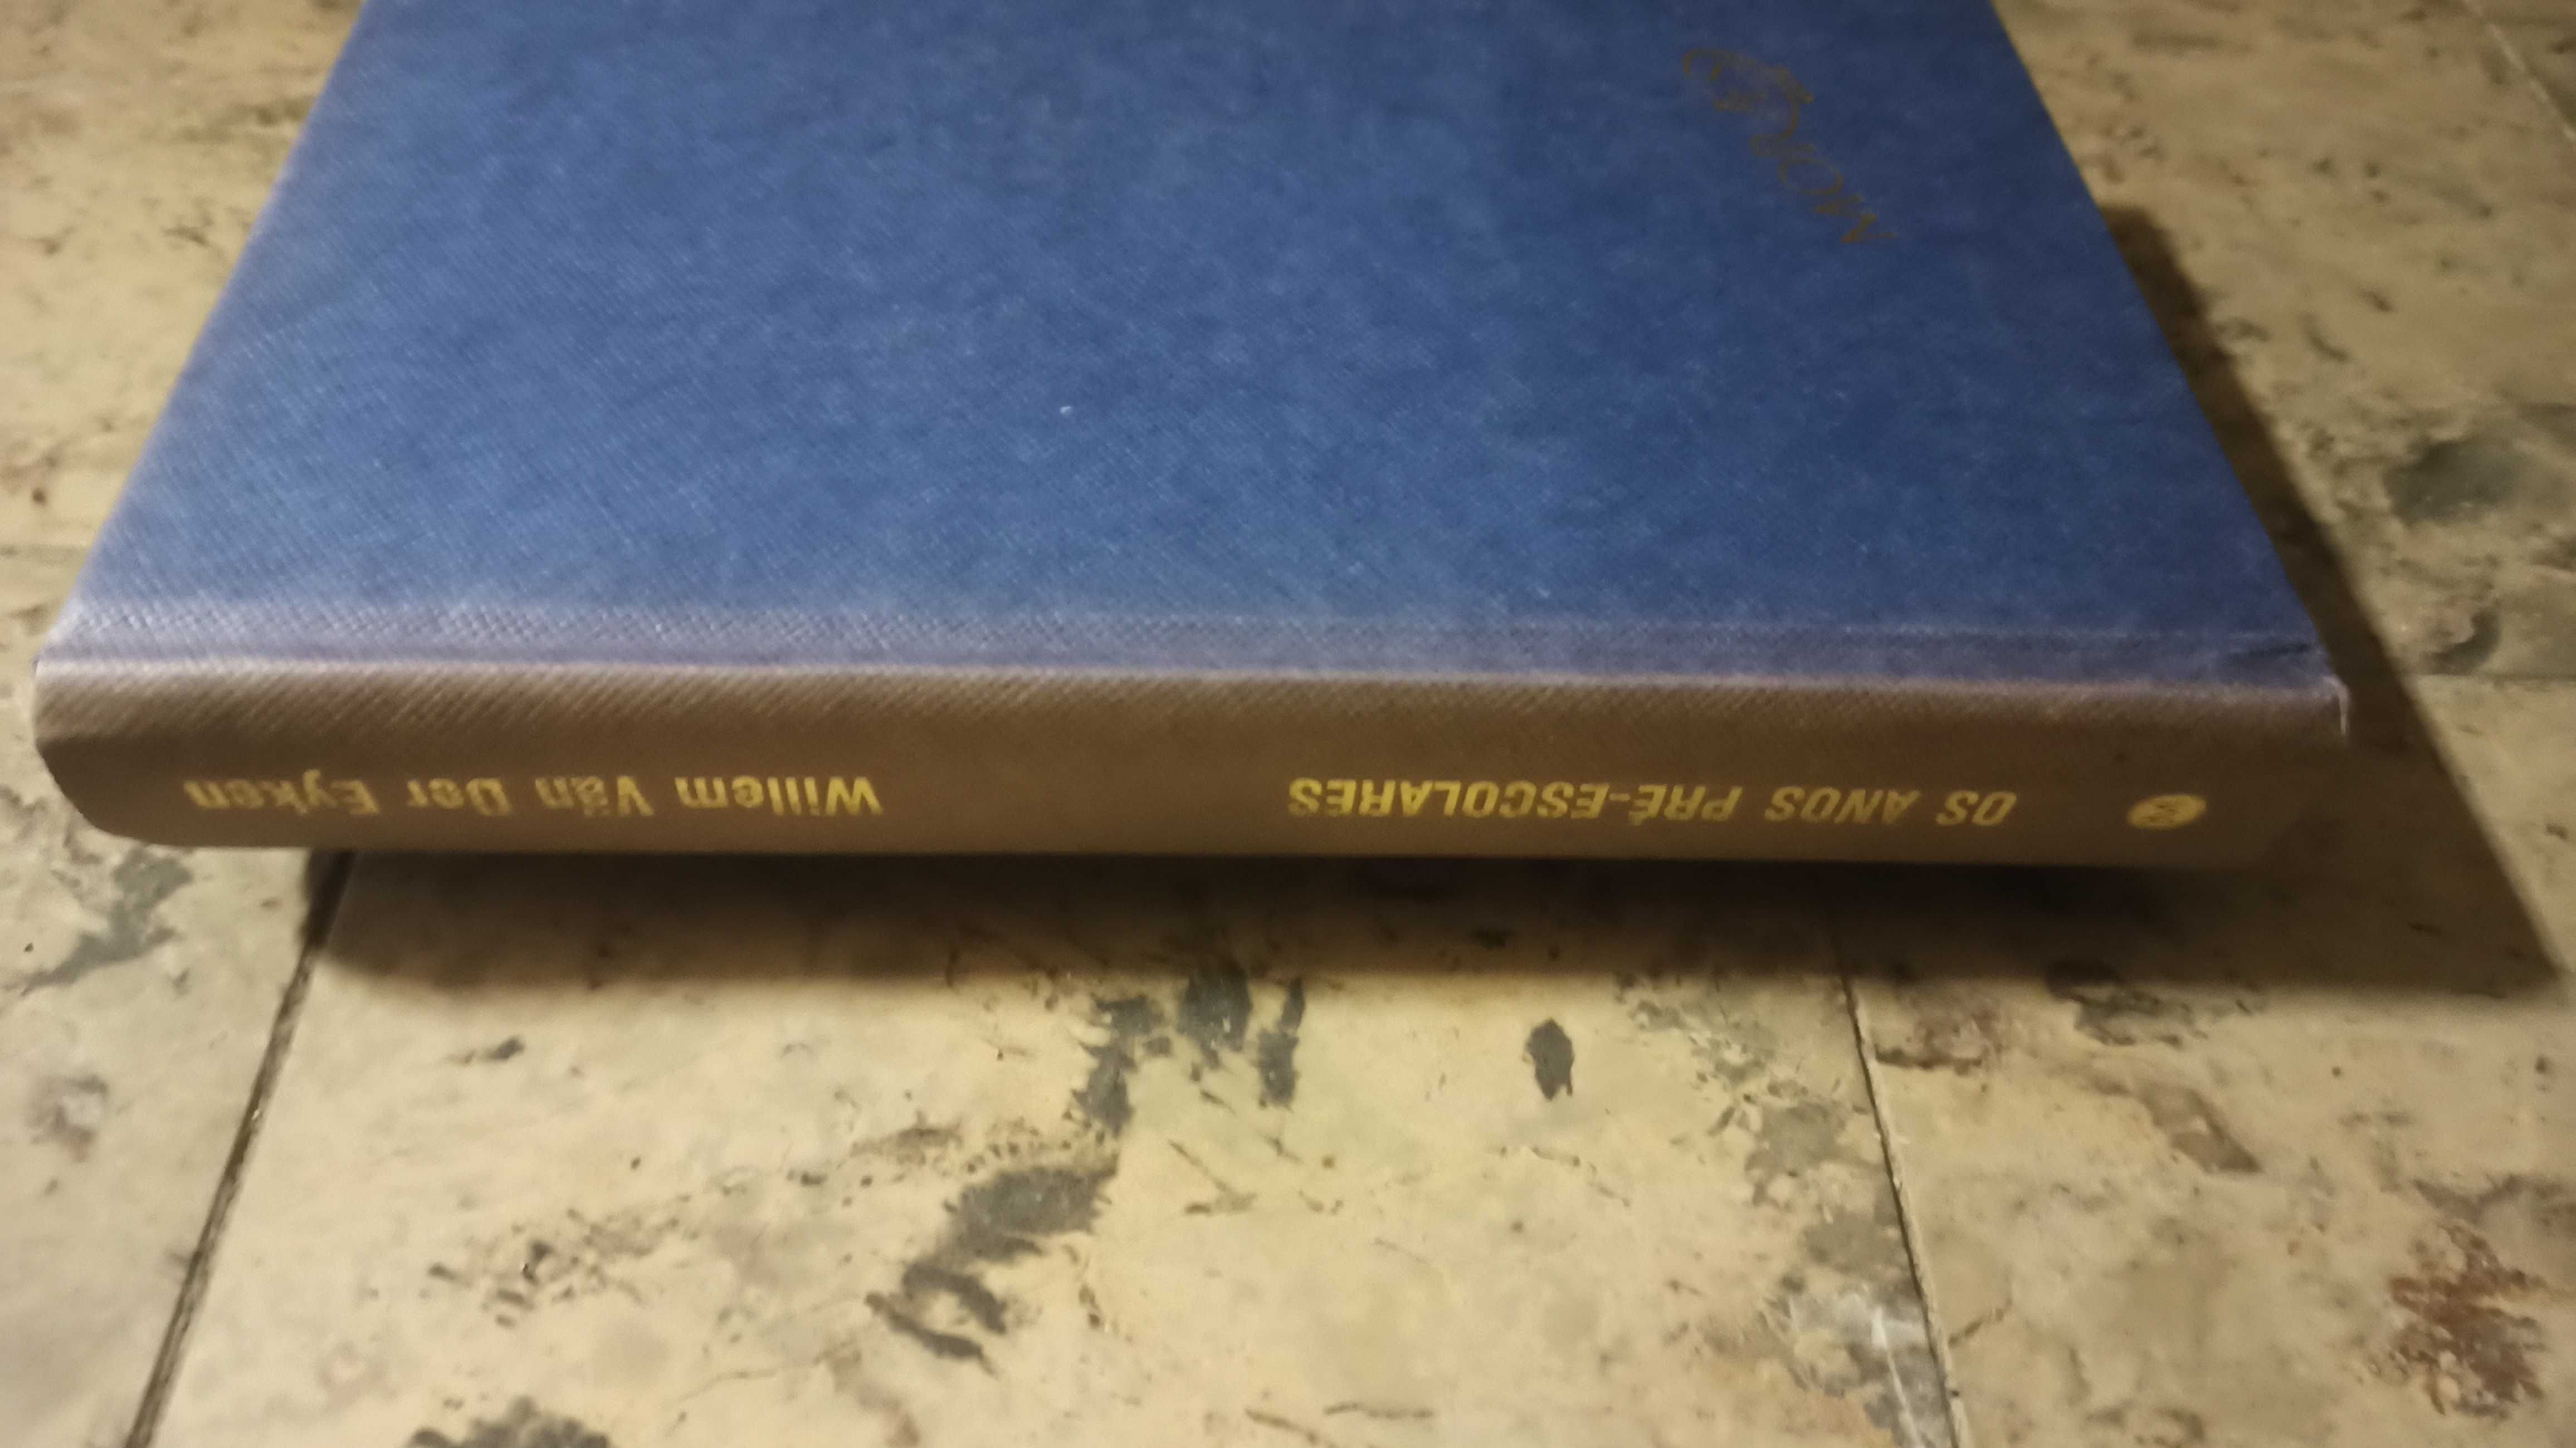 OS ANOS PRÉ-ESCOLARES
Willem Van Der Eyken